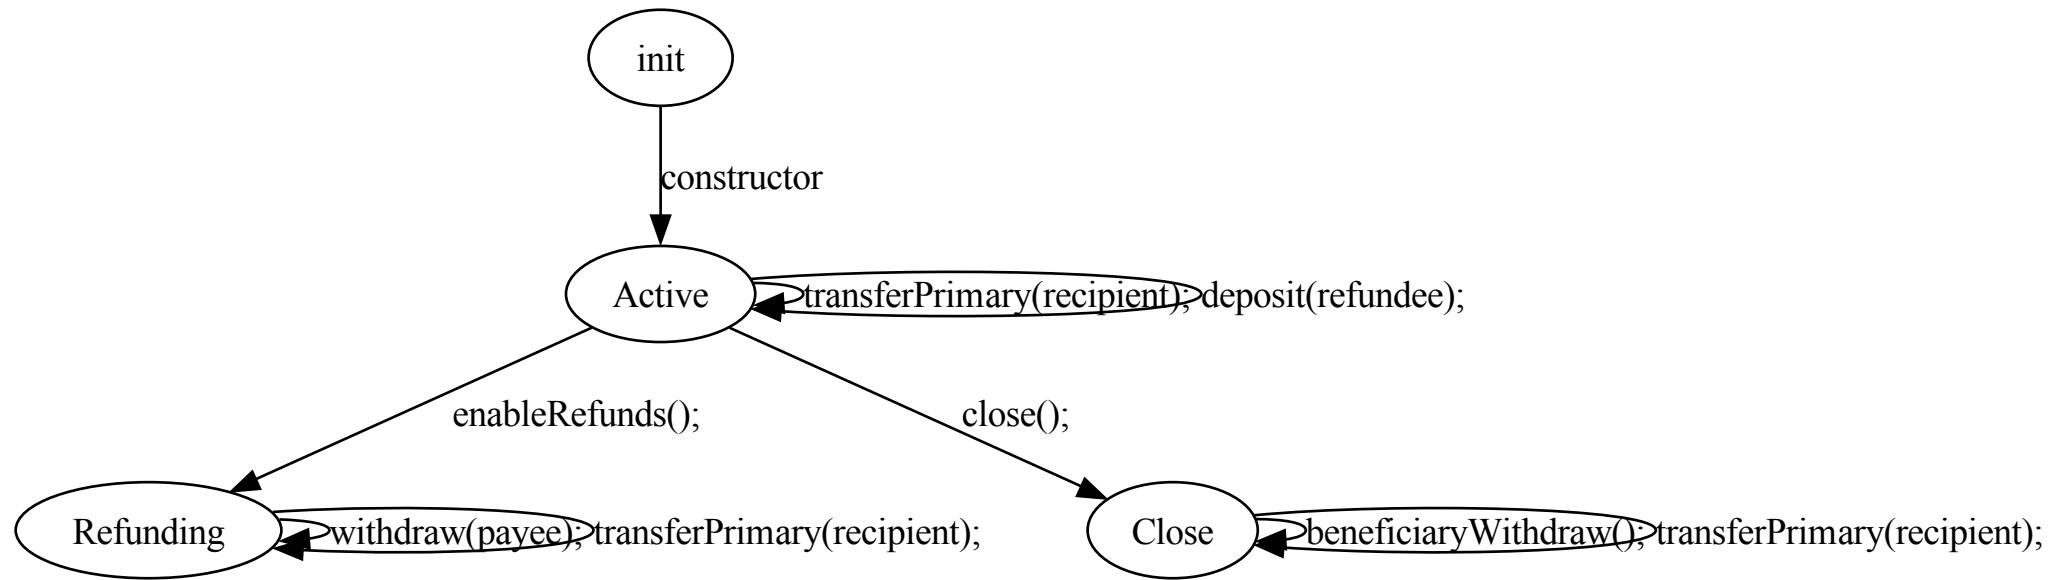 init
constructor
Active
transferPrimary(recipient); deposit(refundee);
enableRefunds();
close();
Refunding
withdraw(payee); transferPrimary(recipient);
Close
beneficiaryWithdraw(); transferPrimary(recipient);